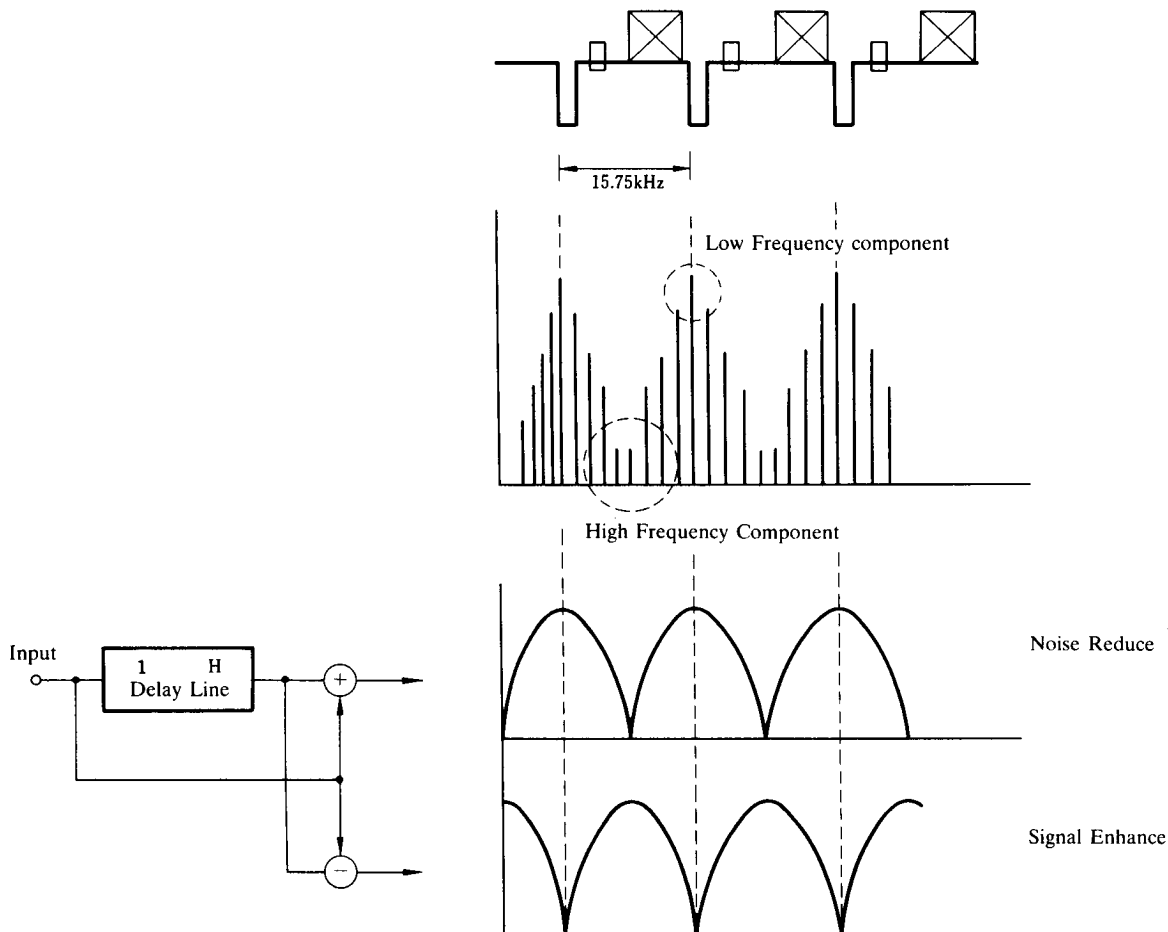 15.75kHz
Low Frequency component
High Frequency Component
Noise Reduce
Input
1 H
Delay Line
+
−
Signal Enhance